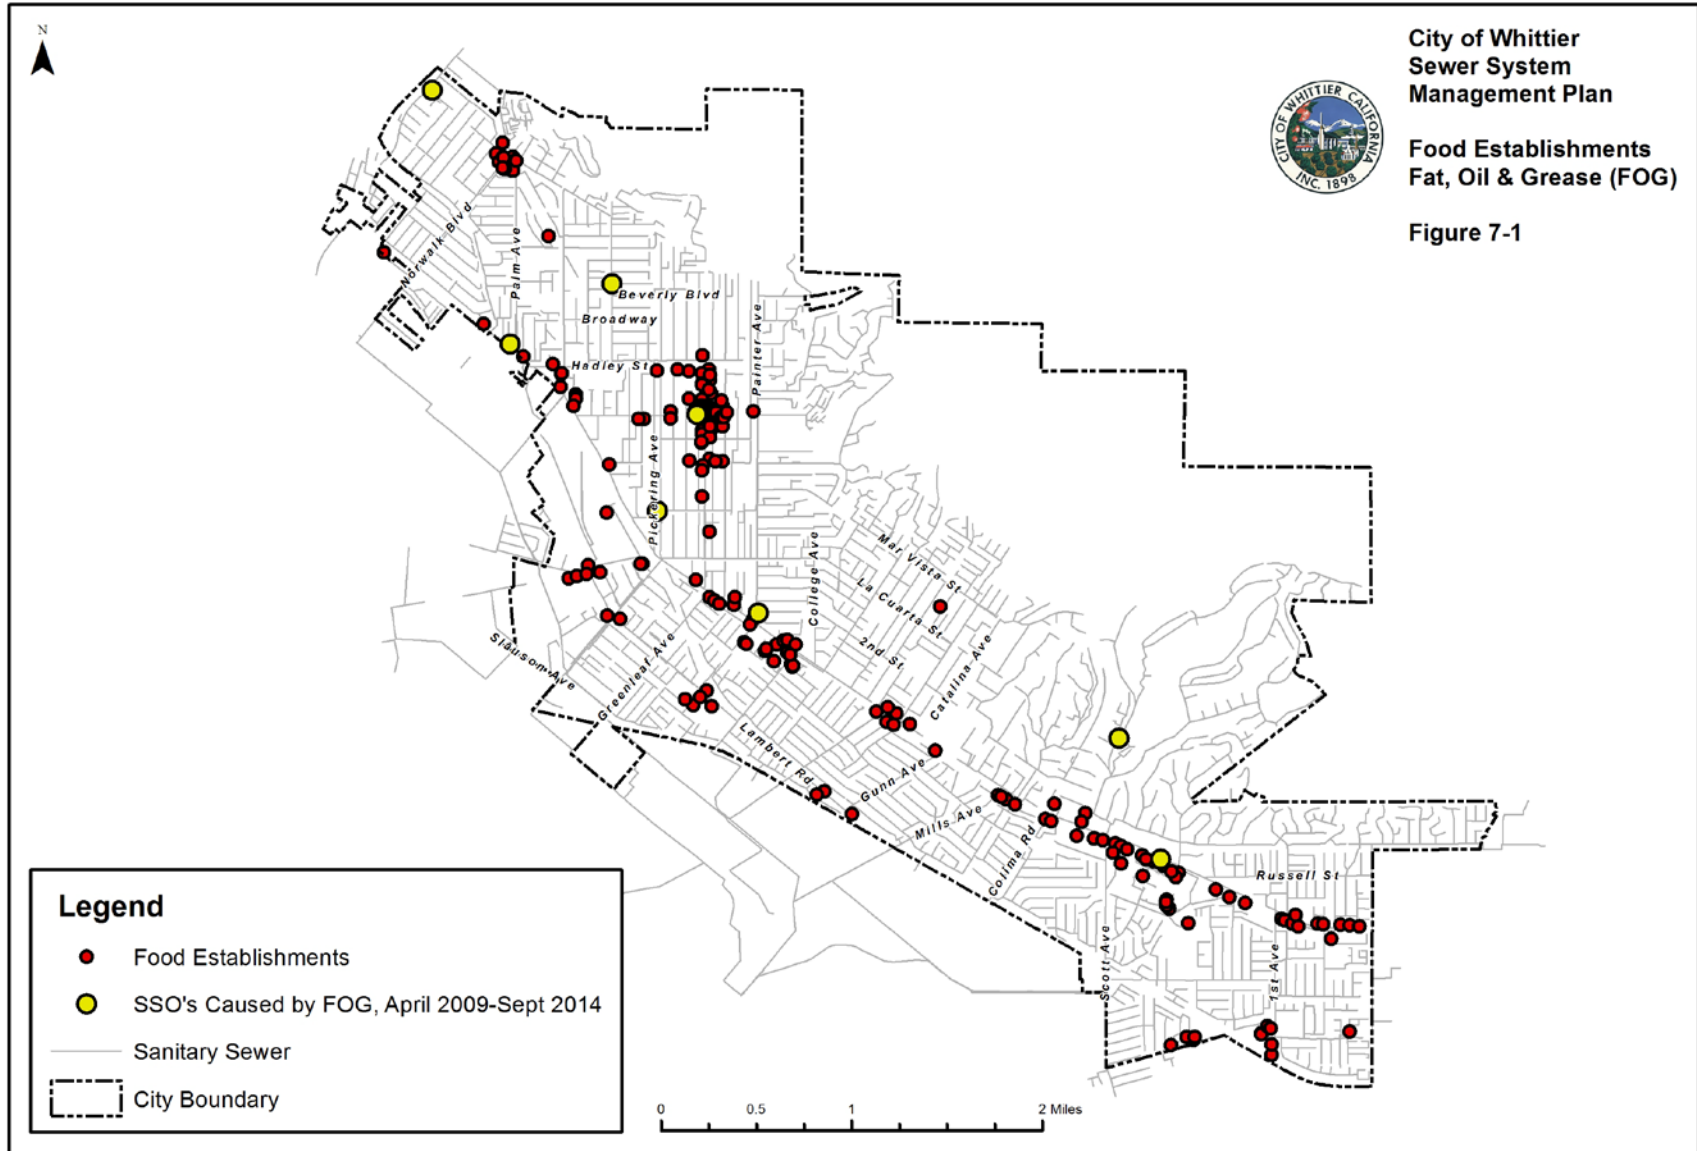 N
City of Whittier
Sewer System
Management Plan
Food Establishments
Fat, Oil & Grease (FOG)
Figure 7-1
CITY OF WHITTIER CALIFORNIA
INC. 1898
Norwalk Blvd
Palm Ave
Beverly Blvd
Broadway
Painter Ave
Hadley St
Pickering Ave
College Ave
Mar Vista St
La Cuarta St
2nd St
Catalina Ave
Slauson Ave
Greenleaf Ave
Lambert Rd
Gunn Ave
Mills Ave
Colima Rd
Russell St
Scott Ave
1st Ave
Legend
Food Establishments
SSO's Caused by FOG, April 2009-Sept 2014
Sanitary Sewer
City Boundary
0 0.5 1 2 Miles